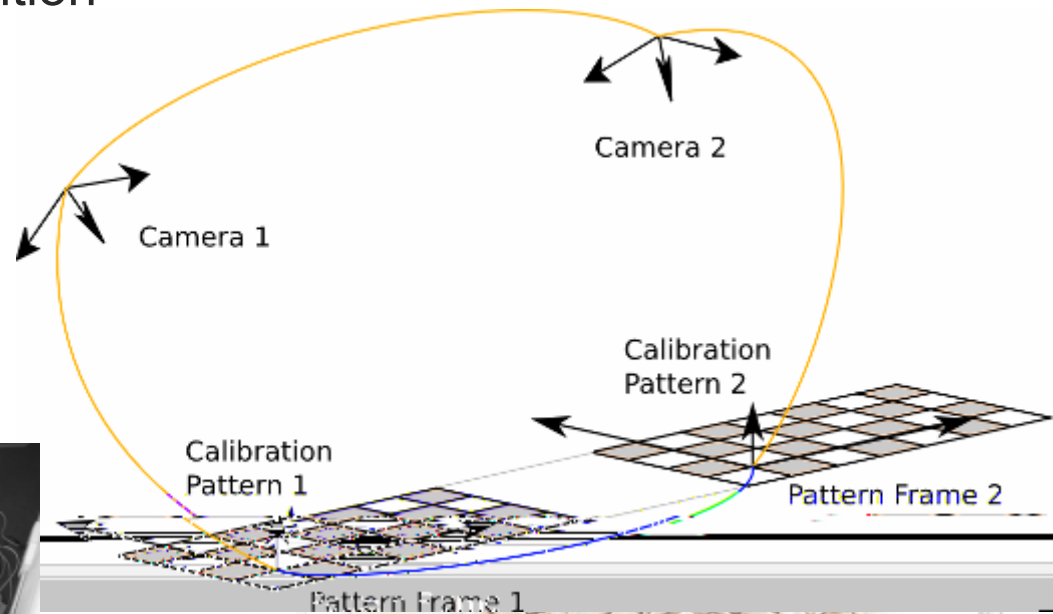 Camera 2
Camera 1
Calibration
Pattern 2
Calibration
Pattern 1
Pattern Frame 2
Pattern Frame 1